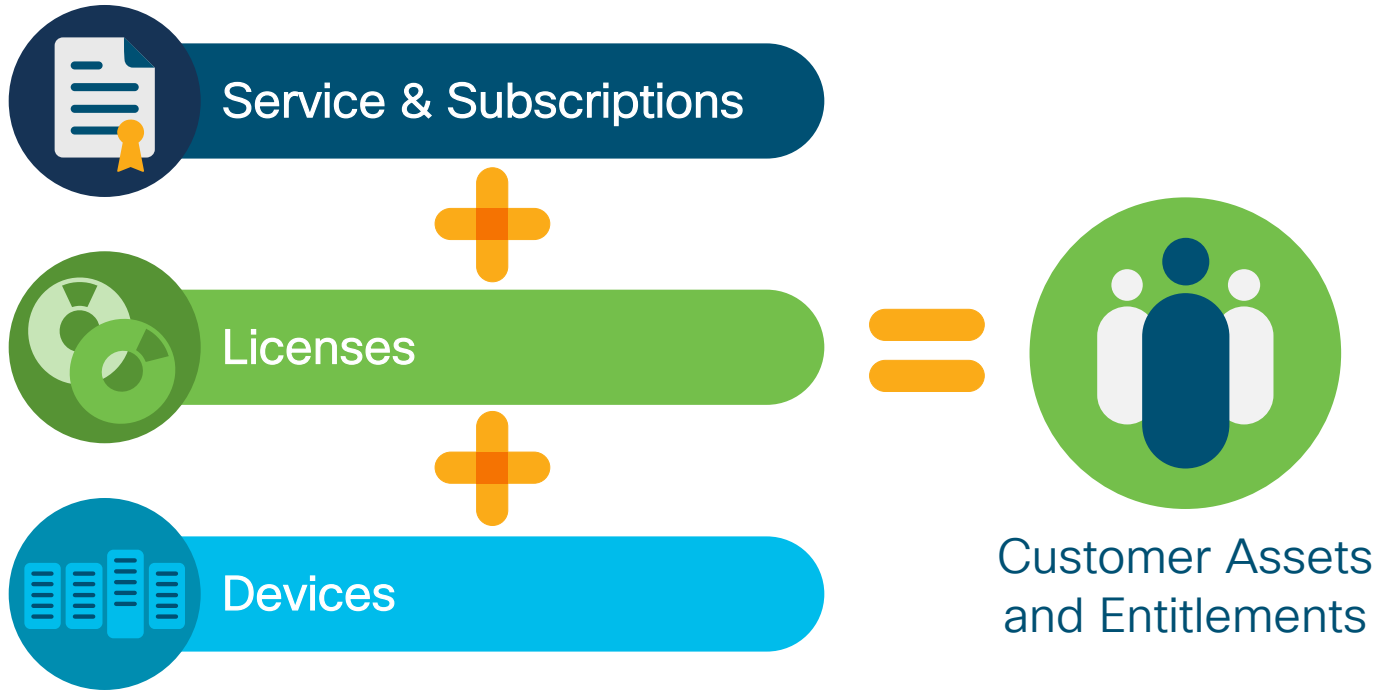 Service & Subscriptions
Licenses
Devices
Customer Assets
and Entitlements